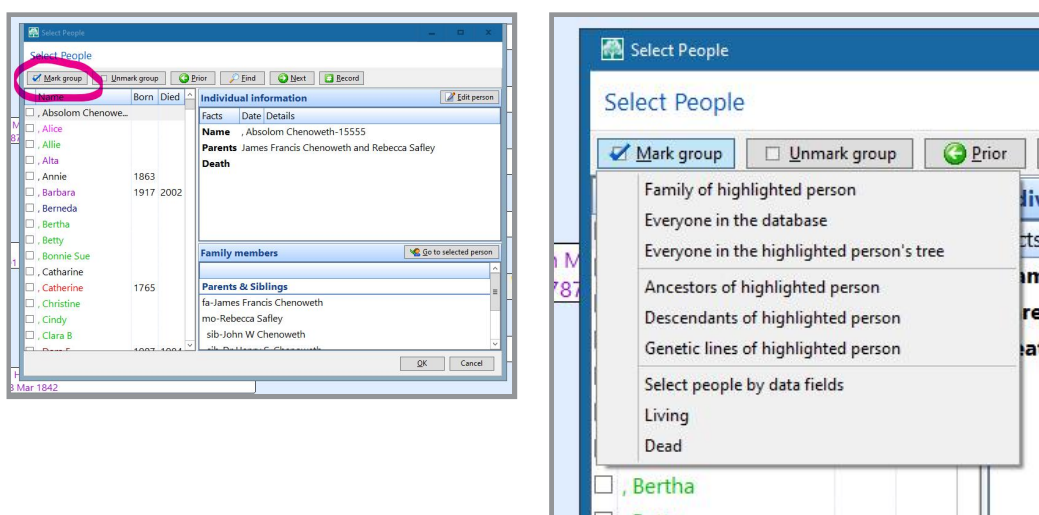 Select People
Select People
Mark group Unmark group Prior Find Next Record
Name Born Died
, Absolom Chenowe...
, Alice
, Allie
, Alta
, Annie 1863
, Barbara 1917 2002
, Berneda
, Bertha
, Betty
, Bonnie Sue
, Catharine
, Catherine 1765
, Christine
, Cindy
, Clara B
Individual information Edit person
Facts Date Details
Name , Absolom Chenoweth-15555
Parents James Francis Chenoweth and Rebecca Safley
Death
Family members Go to selected person
Parents & Siblings
fa-James Francis Chenoweth
mo-Rebecca Safley
sib-John W Chenoweth
OK Cancel
Mar 1842
Select People
Select People
Mark group Unmark group Prior
Family of highlighted person
Everyone in the database
Everyone in the highlighted person's tree
Ancestors of highlighted person
Descendants of highlighted person
Genetic lines of highlighted person
Select people by data fields
Living
Dead
, Bertha